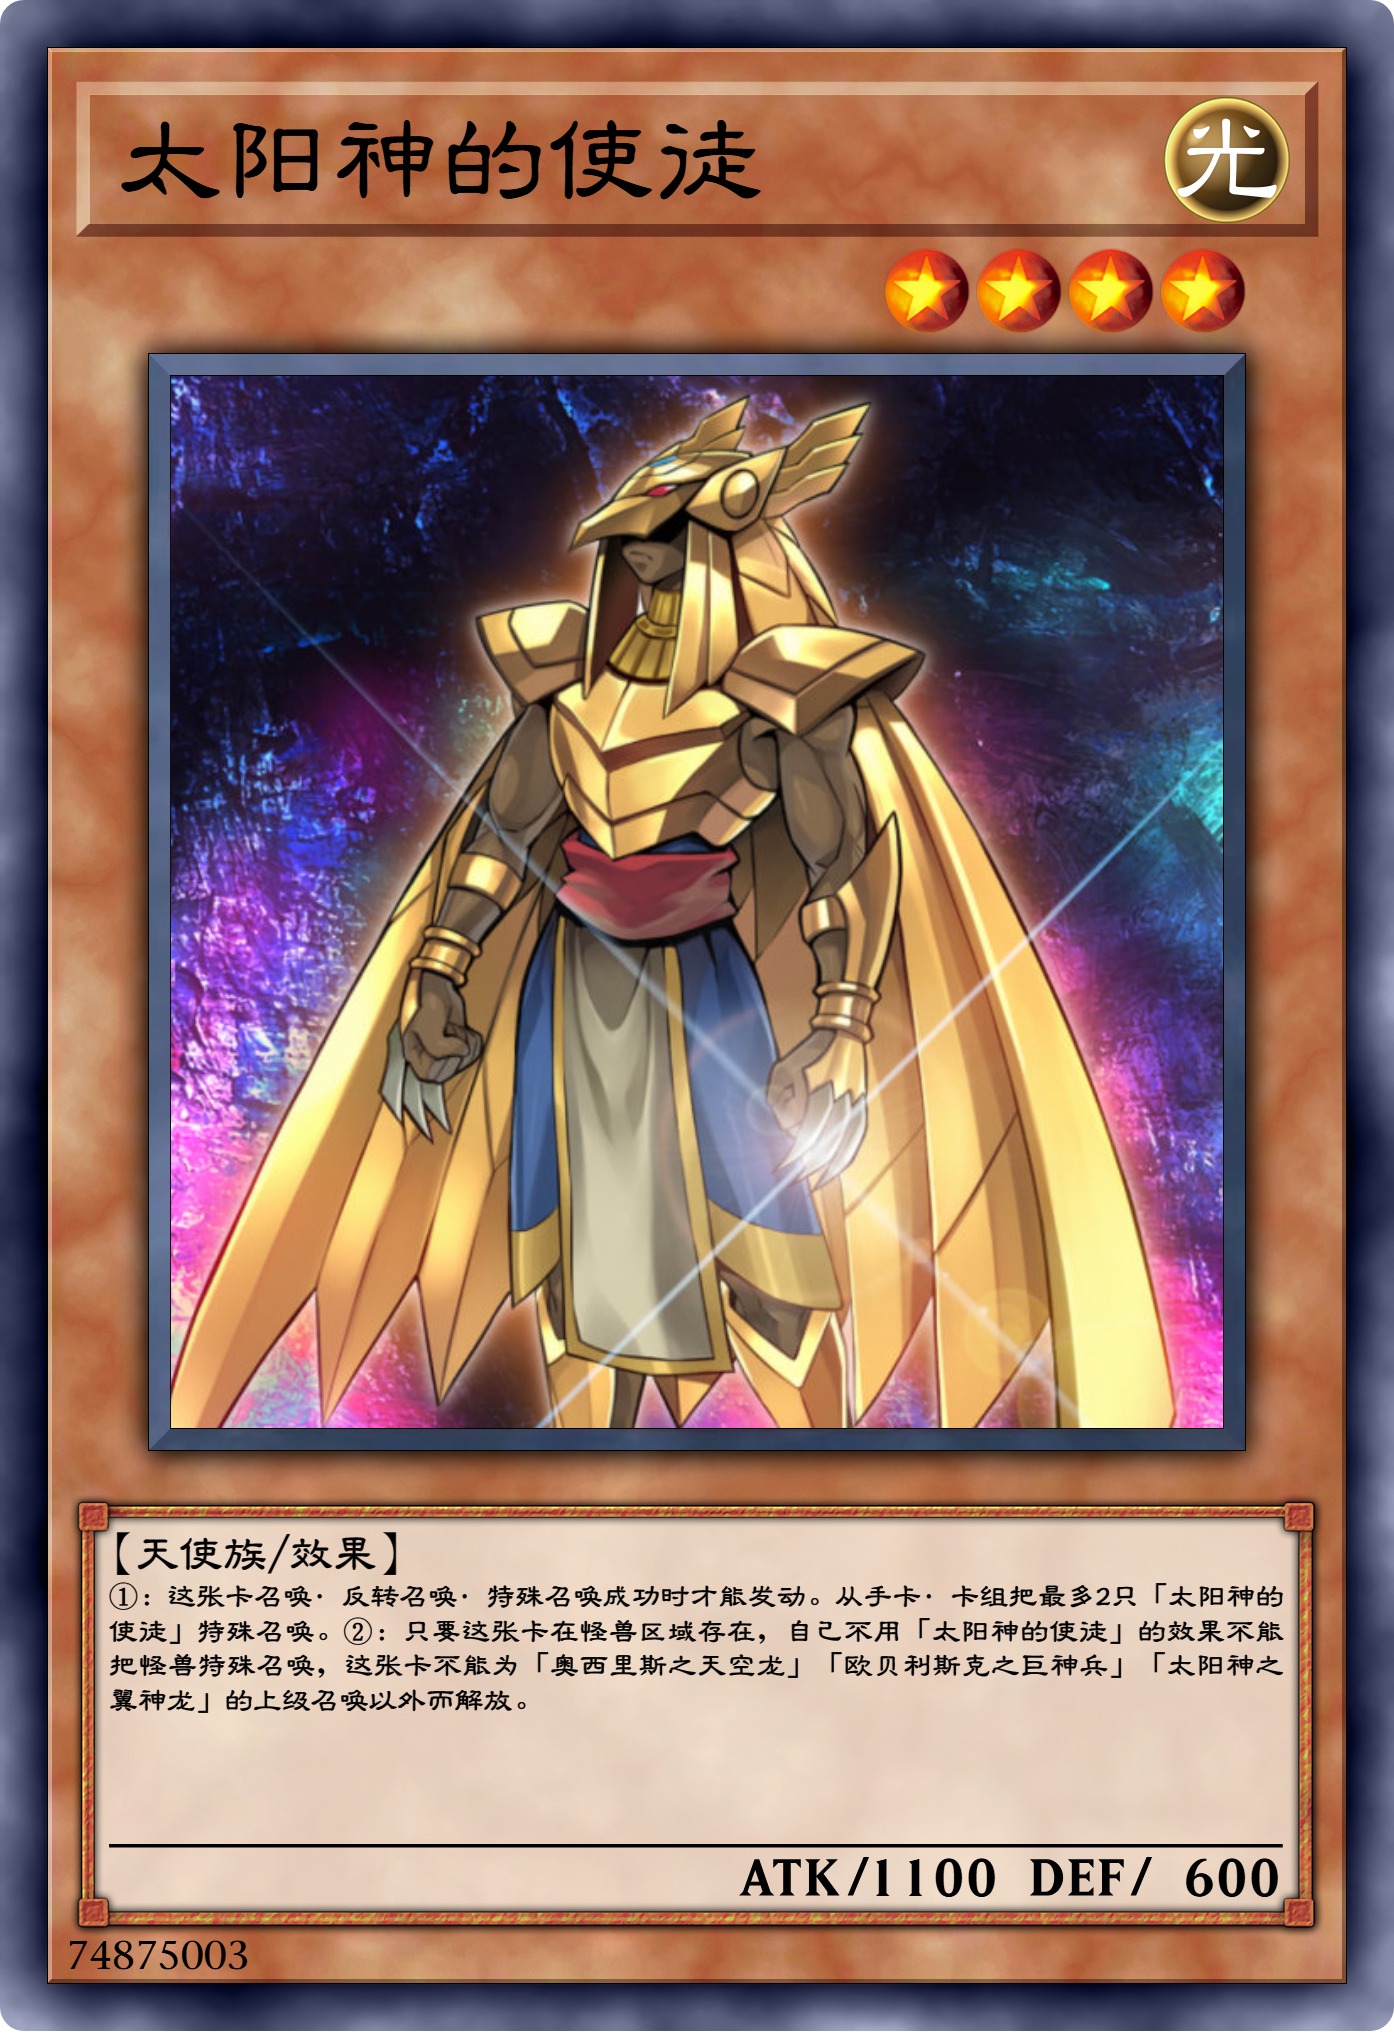 太阳神的使徒
光
【天使族/效果】
①：这张卡召唤·反转召唤·特殊召唤成功时才能发动。从手卡·卡组把最多2只「太阳神的
使徒」特殊召唤。②：只要这张卡在怪兽区域存在，自己不用「太阳神的使徒」的效果不能
把怪兽特殊召唤，这张卡不能为「奥西里斯之天空龙」「欧贝利斯克之巨神兵」「太阳神之
翼神龙」的上级召唤以外而解放。
ATK/1100 DEF/ 600
74875003